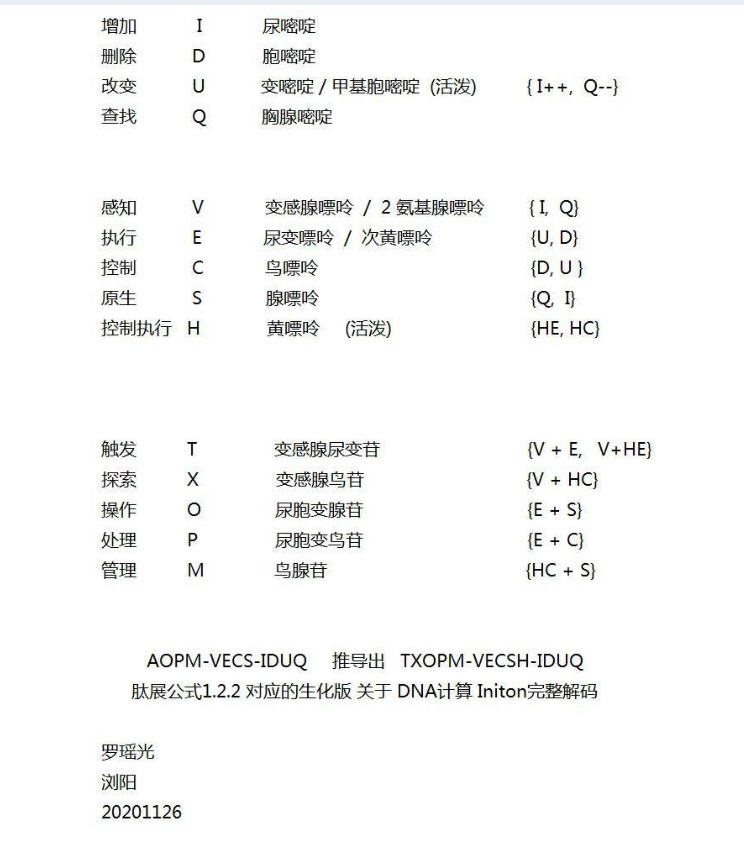 增加 I 尿嘧啶
删除 D 胞嘧啶
改变 U 变嘧啶 / 甲基胞嘧啶 (活泼) { I++, Q--}
查找 Q 胸腺嘧啶
感知 V 变感腺嘌呤 / 2 氨基腺嘌呤 { I, Q}
执行 E 尿变嘌呤 / 次黄嘌呤 {U, D}
控制 C 鸟嘌呤 {D, U }
原生 S 腺嘌呤 {Q, I}
控制执行 H 黄嘌呤 (活泼) {HE, HC}
触发 T 变感腺尿变苷 {V + E, V+HE}
探索 X 变感腺鸟苷 {V + HC}
操作 O 尿胞变腺苷 {E + S}
处理 P 尿胞变鸟苷 {E + C}
管理 M 鸟腺苷 {HC + S}
AOPM-VECS-IDUQ 推导出 TXOPM-VECSH-IDUQ
肽展公式1.2.2 对应的生化版 关于 DNA计算 Initon完整解码
罗瑶光
浏阳
20201126